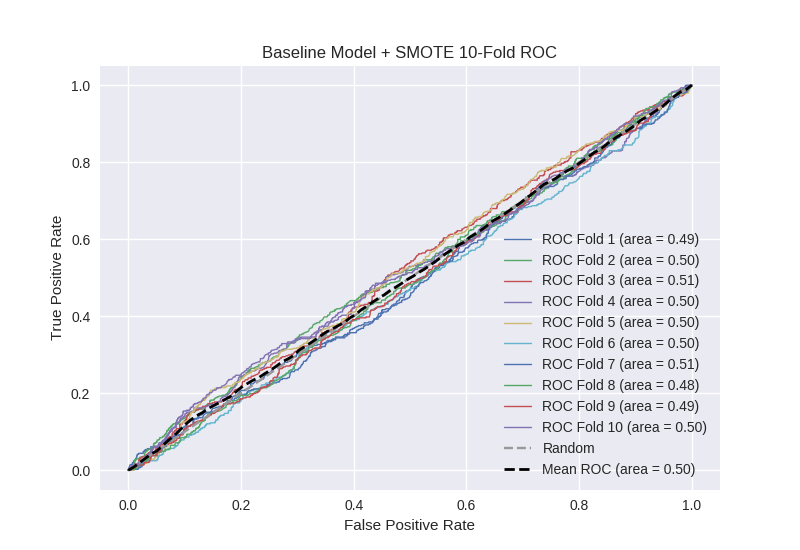 Baseline Model + SMOTE 10-Fold ROC
1.0
0.8
0.6
0.4
0.2
0.0
True Positive Rate
ROC Fold 1 (area = 0.49)
ROC Fold 2 (area = 0.50)
ROC Fold 3 (area = 0.51)
ROC Fold 4 (area = 0.50)
ROC Fold 5 (area = 0.50)
ROC Fold 6 (area = 0.50)
ROC Fold 7 (area = 0.51)
ROC Fold 8 (area = 0.48)
ROC Fold 9 (area = 0.49)
ROC Fold 10 (area = 0.50)
Random
Mean ROC (area = 0.50)
0.0 0.2 0.4 0.6 0.8 1.0
False Positive Rate